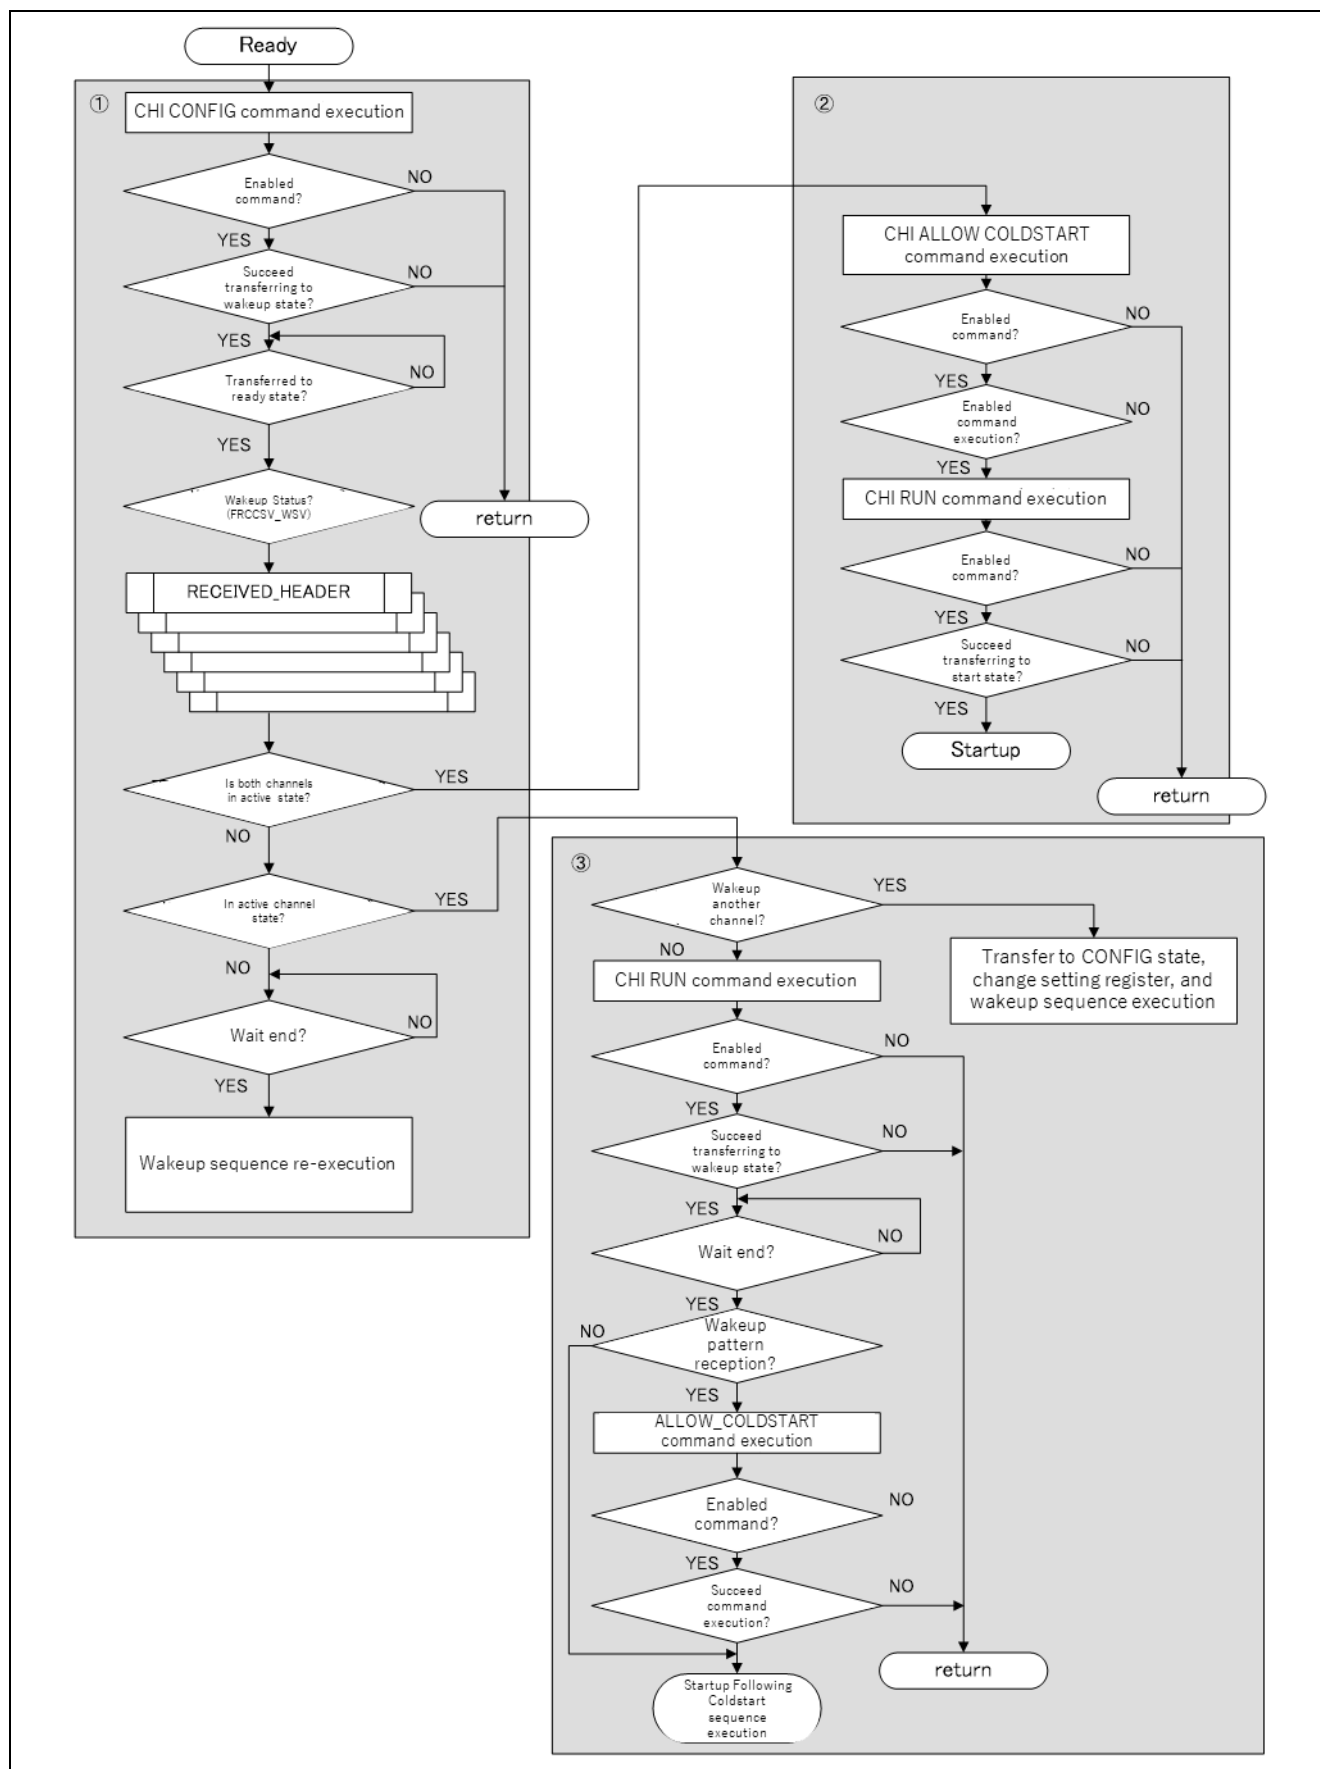 Ready
①
CHI CONFIG command execution
Enabled
command?
NO
YES
Succeed
transferring to
wakeup state?
NO
YES
Transferred to
ready state?
NO
YES
Wakeup Status?
(FRCCSV_WSV)
return
RECEIVED_HEADER
Is both channels
in active state?
YES
NO
In active channel
state?
YES
NO
Wait end?
NO
YES
Wakeup sequence re-execution
②
CHI ALLOW COLDSTART
command execution
Enabled
command?
NO
YES
Enabled
command
execution?
NO
YES
CHI RUN command execution
Enabled
command?
NO
YES
Succeed
transferring to
start state?
NO
YES
Startup
return
③
Wakeup
another
channel?
YES
NO
Transfer to CONFIG state,
change setting register, and
wakeup sequence execution
CHI RUN command execution
Enabled
command?
NO
YES
Succeed
transferring to
wakeup state?
NO
YES
Wait end?
NO
YES
Wakeup
pattern
reception?
NO
YES
ALLOW_COLDSTART
command execution
Enabled
command?
NO
YES
Succeed
command
execution?
NO
return
Startup Following
Coldstart
sequence
execution